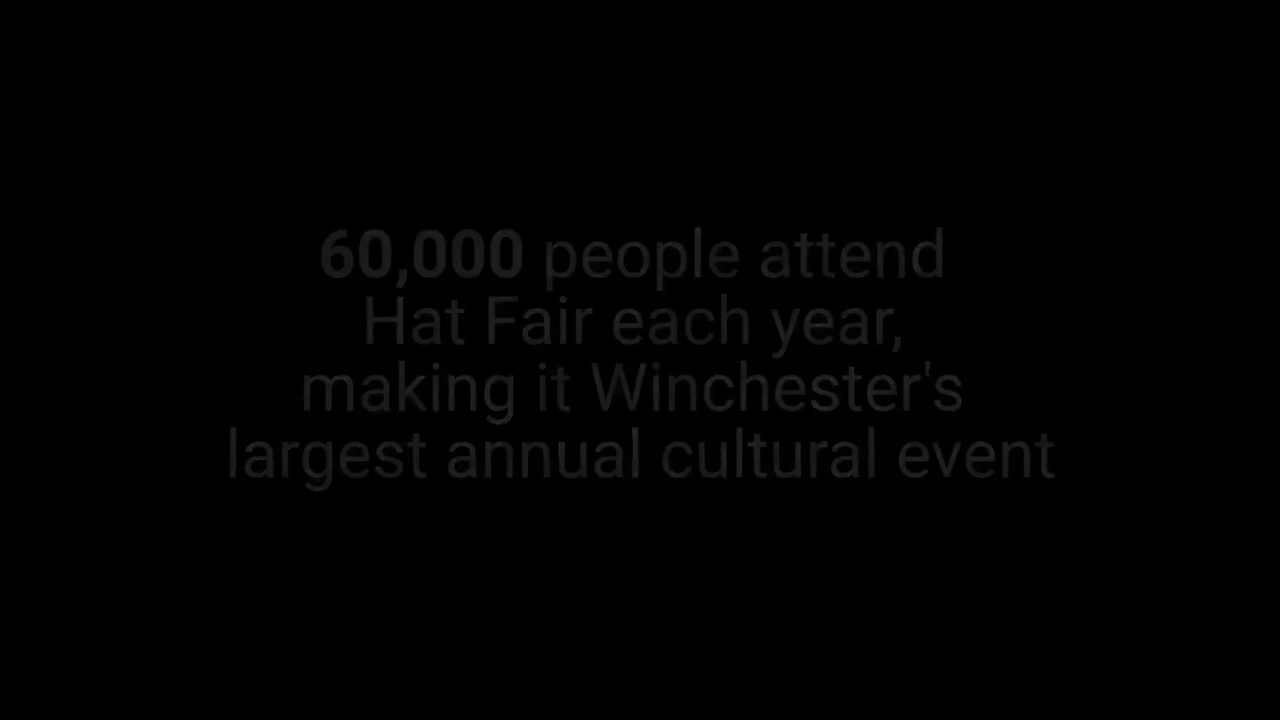 60,000 people attend
Hat Fair each year,
making it Winchester's
largest annual cultural event